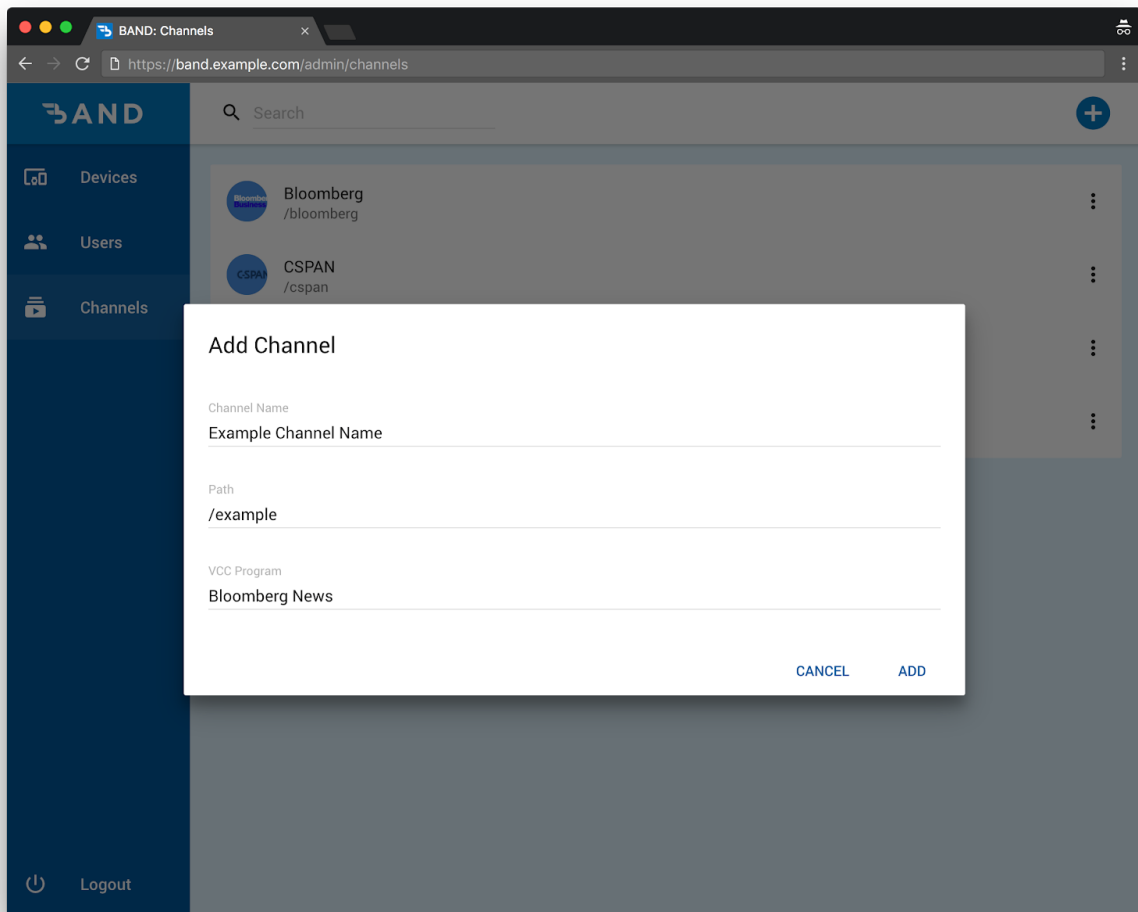 BAND: Channels
https://band.example.com/admin/channels
BAND
Search
Devices
Users
Channels
Bloomberg
/bloomberg
CSPAN
CSPAN
/cspan
Add Channel
Channel Name
Example Channel Name
Path
/example
VCC Program
Bloomberg News
CANCEL
ADD
Logout